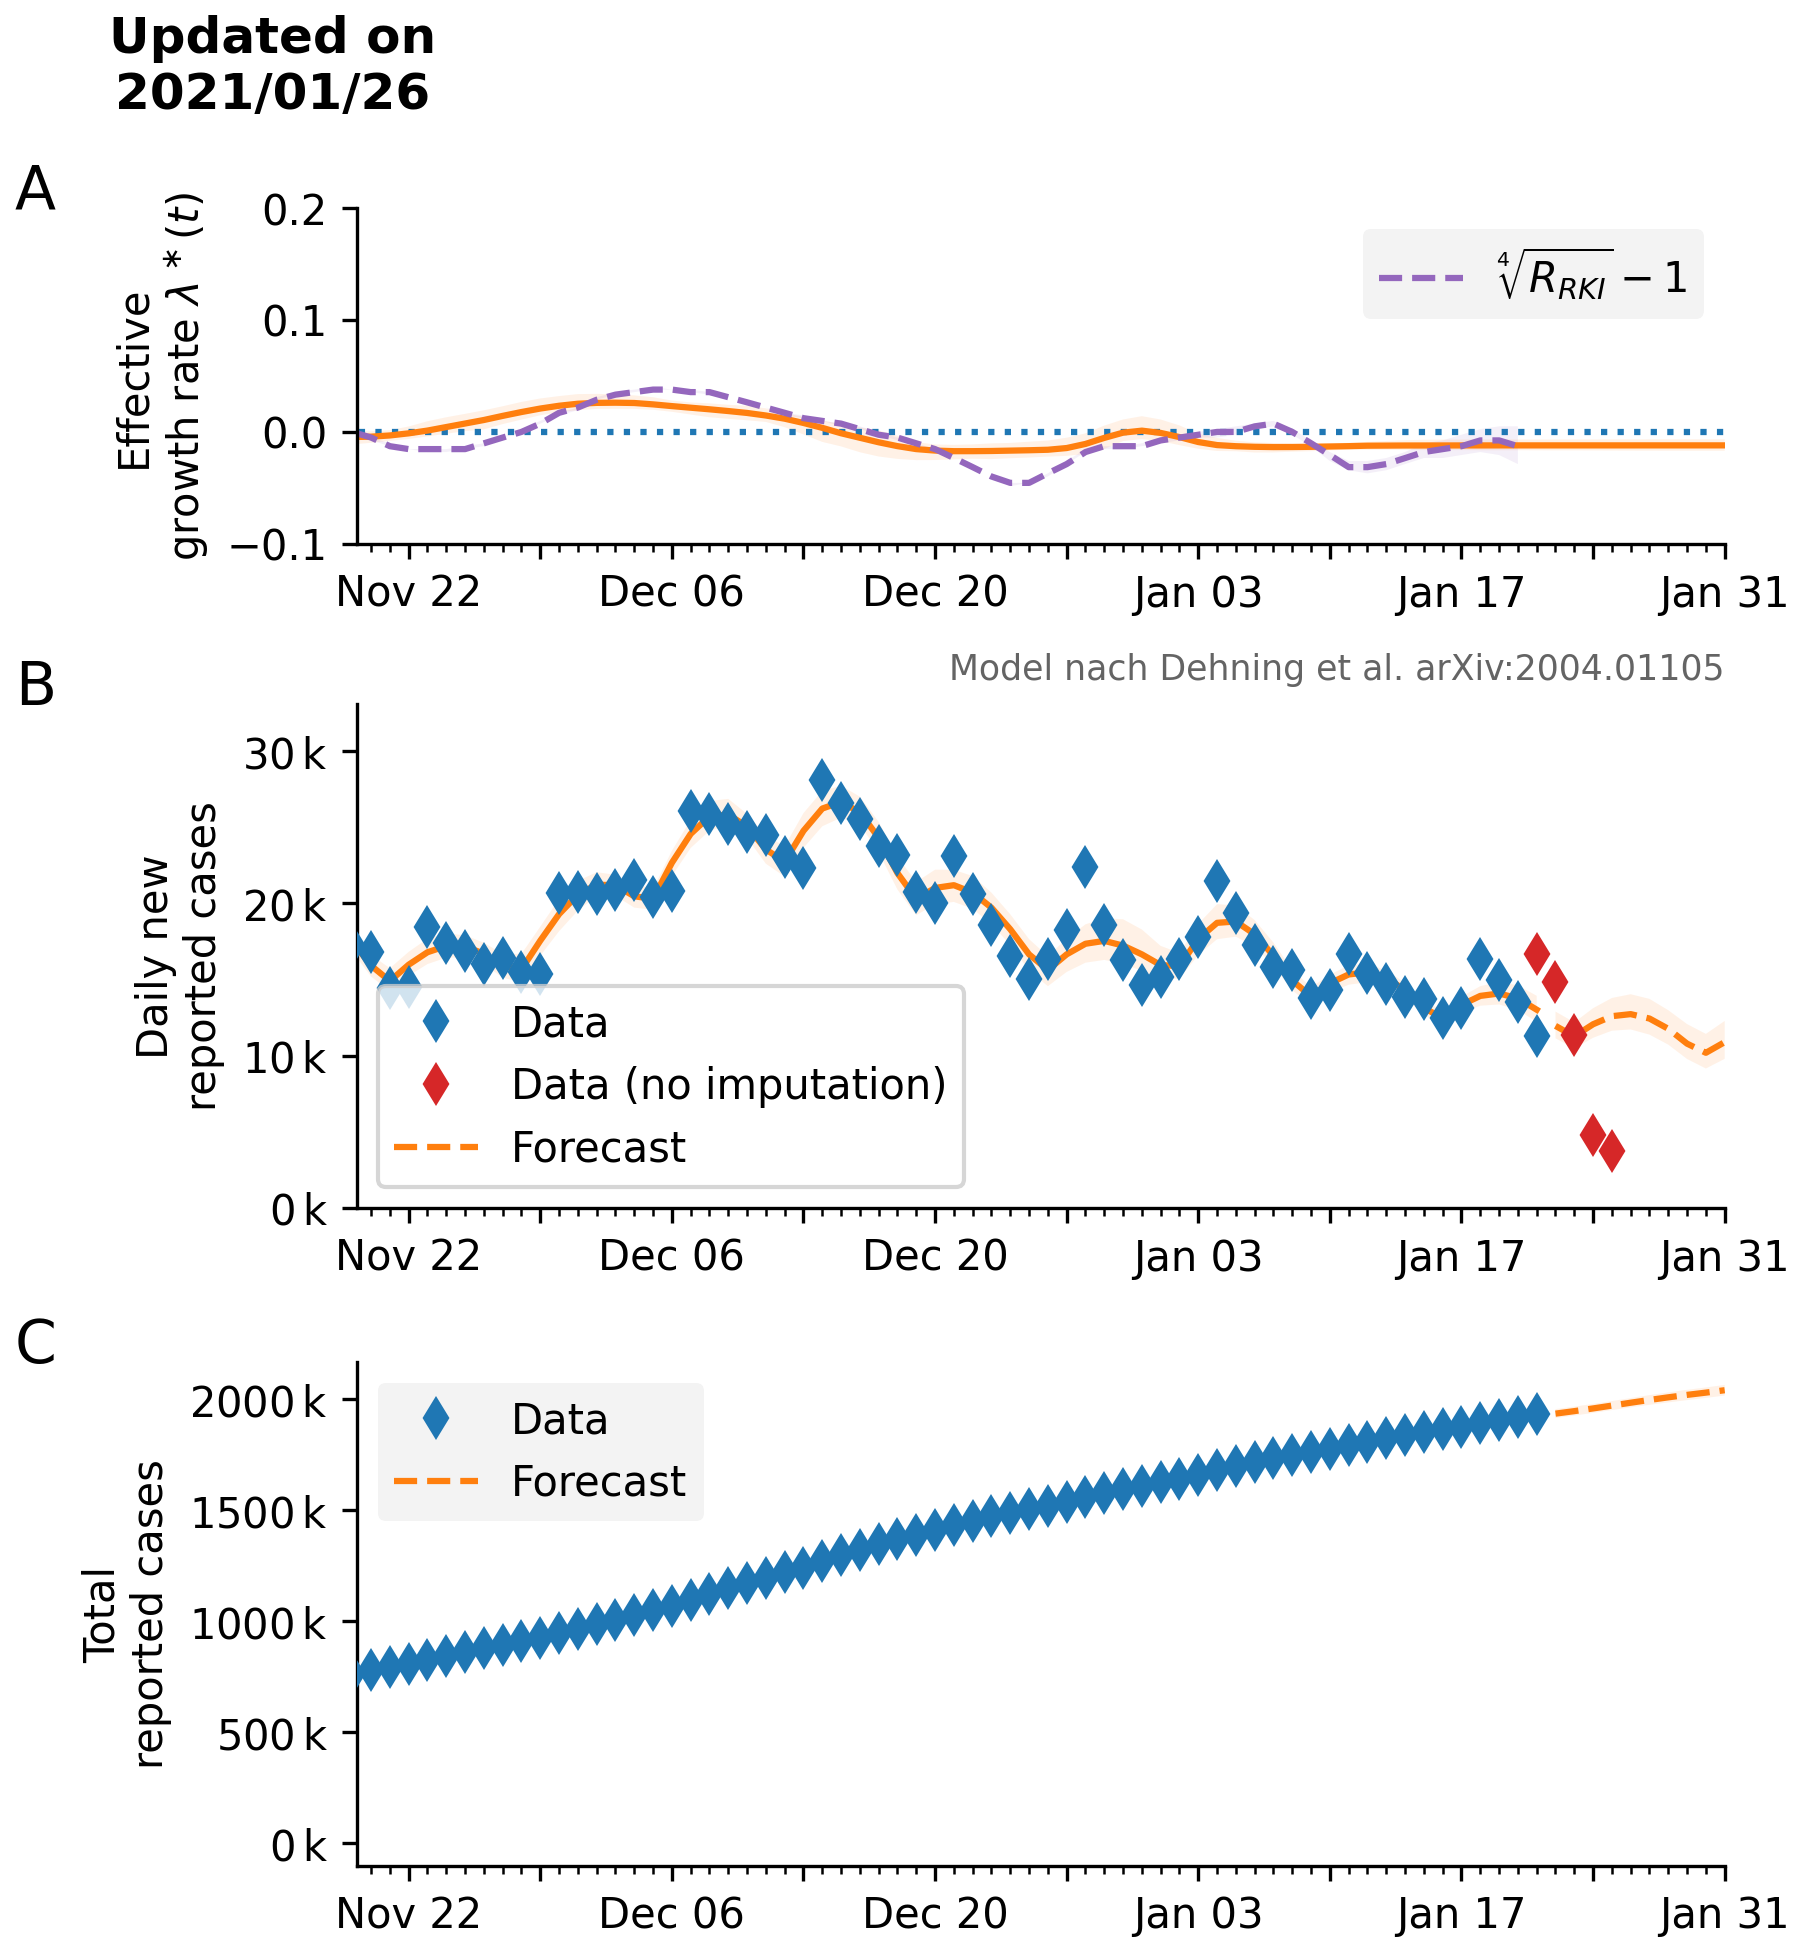 Updated on
2021/01/26
A
Effective
growth rate λ * (t)
0.2
0.1
0.0
−0.1
∜R_RKI − 1
Nov 22 Dec 06 Dec 20 Jan 03 Jan 17 Jan 31
Model nach Dehning et al. arXiv:2004.01105
B
Daily new
reported cases
30 k
20 k
10 k
0 k
Data
Data (no imputation)
Forecast
Nov 22 Dec 06 Dec 20 Jan 03 Jan 17 Jan 31
C
Total
reported cases
2000 k
1500 k
1000 k
500 k
0 k
Data
Forecast
Nov 22 Dec 06 Dec 20 Jan 03 Jan 17 Jan 31